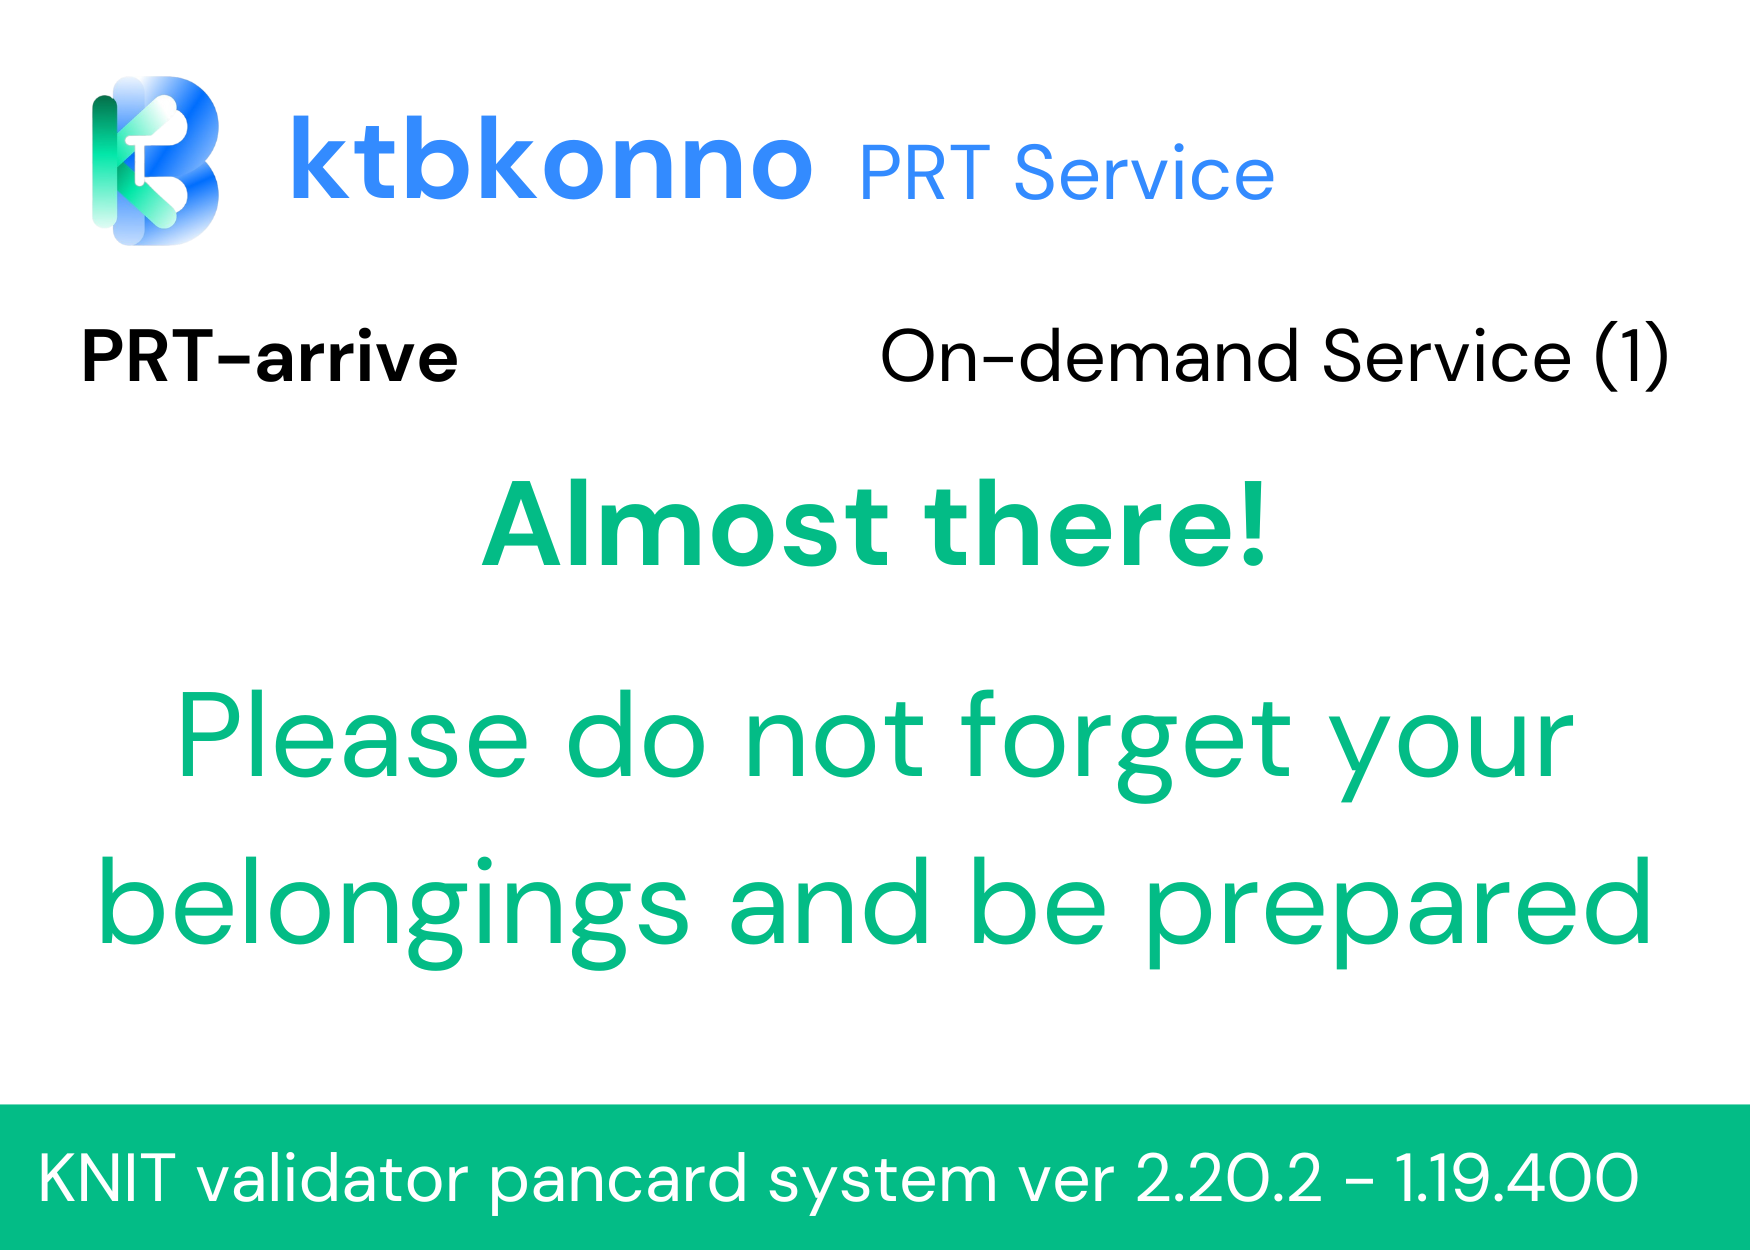 ktbkonno PRT Service
PRT-arrive On-demand Service (1)
Almost there!
Please do not forget your
belongings and be prepared
KNIT validator pancard system ver 2.20.2 - 1.19.400